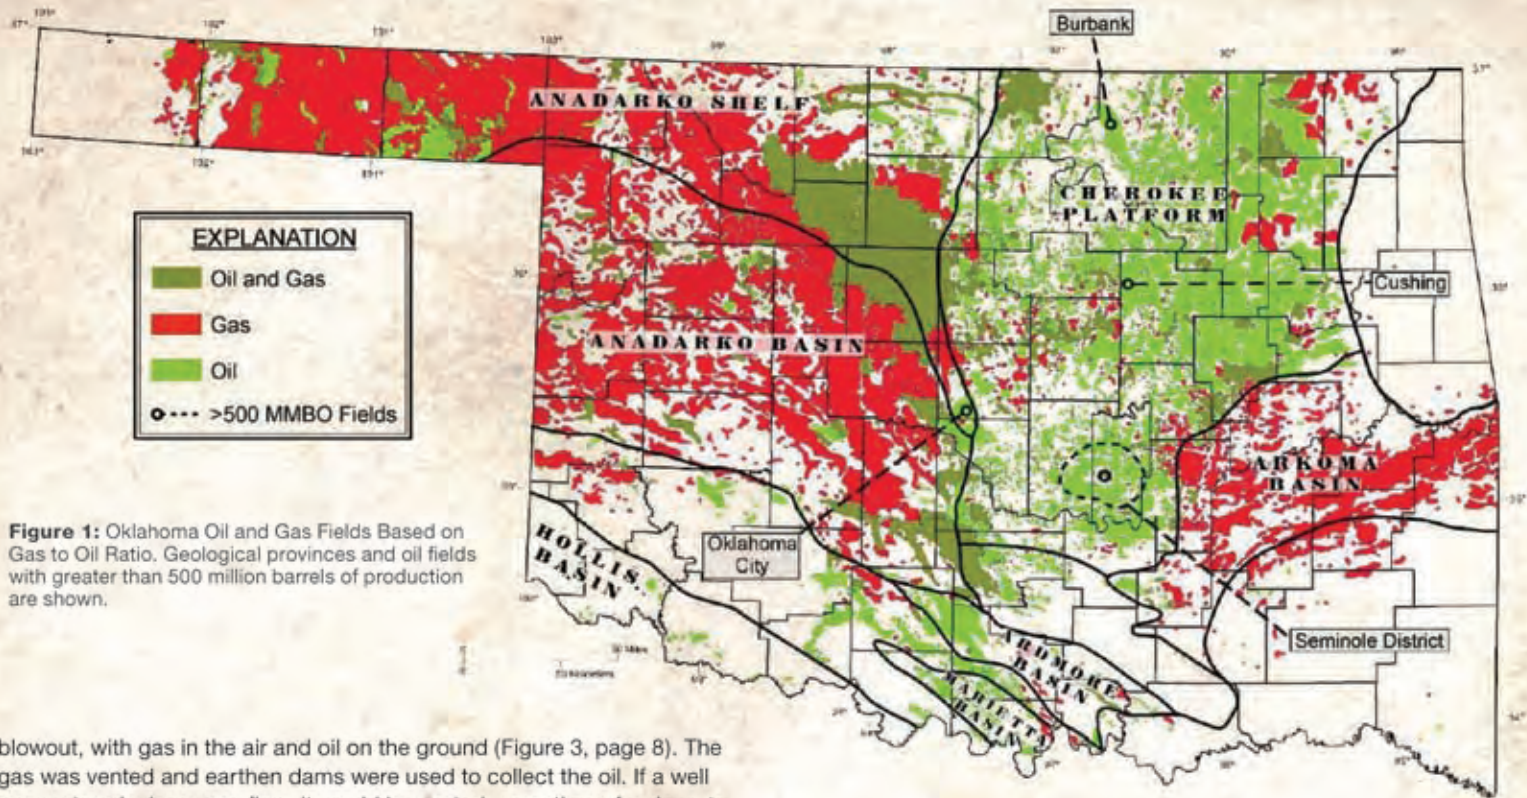 Burbank
ANADARKO SHELF
CHEROKEE
PLATFORM
EXPLANATION
Oil and Gas
Gas
Oil
>500 MMBO Fields
Cushing
ANADARKO BASIN
ARKOMA
BASIN
Figure 1: Oklahoma Oil and Gas Fields Based on
Gas to Oil Ratio. Geological provinces and oil fields
with greater than 500 million barrels of production
are shown.
HOLLIS
BASIN
Oklahoma
City
Seminole District
ARDMORE
BASIN
MARIETTA
BASIN
blowout, with gas in the air and oil on the ground (Figure 3, page 8). The
gas was vented and earthen dams were used to collect the oil. If a well